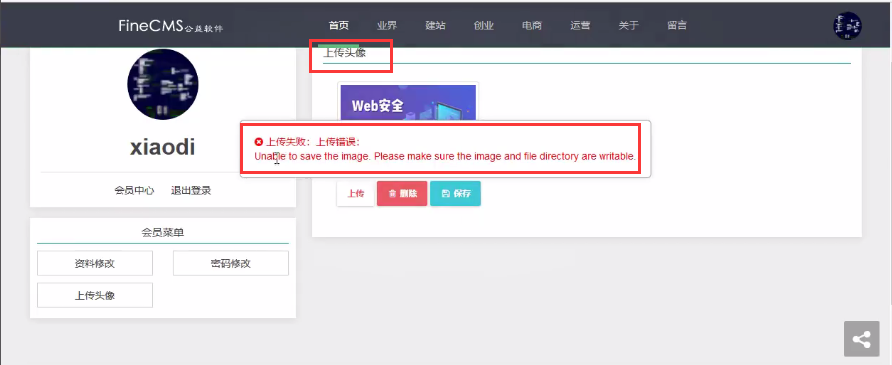 FineCMS公益软件
首页 业界 建站 创业 电商 运营 关于 留言
xiaodi
会员中心 退出登录
会员菜单
资料修改 密码修改
上传头像
上传头像
Web安全
上传失败：上传错误：
Unable to save the image. Please make sure the image and file directory are writable.
上传 删除 保存